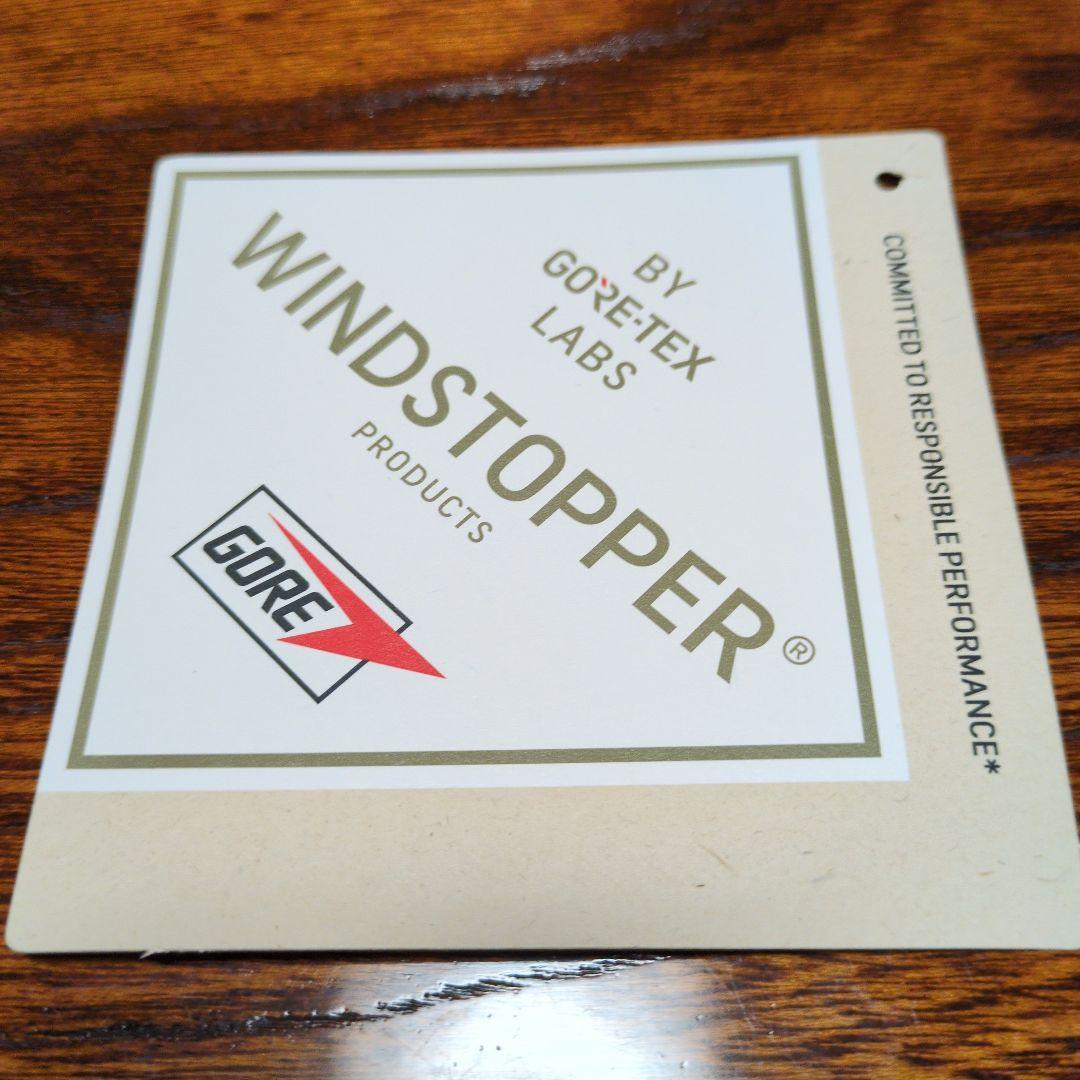 BY
GORE-TEX
LABS
WINDSTOPPER®
PRODUCTS
GORE
COMMITTED TO RESPONSIBLE PERFORMANCE*